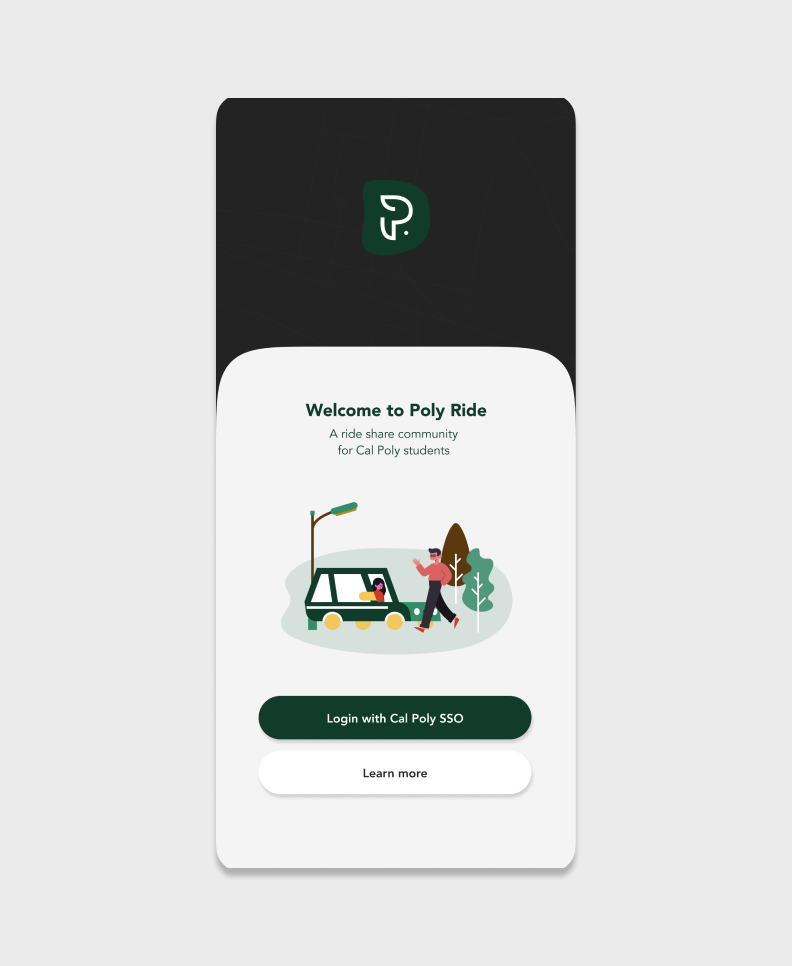 P.
Welcome to Poly Ride
A ride share community
for Cal Poly students
Login with Cal Poly SSO
Learn more